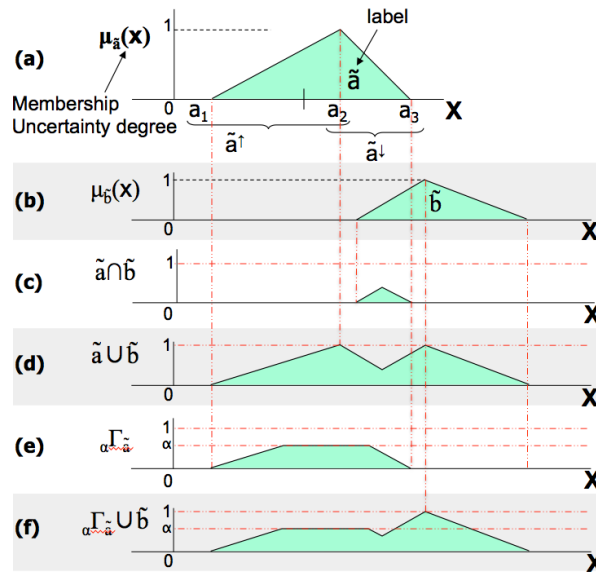 label
μã(x)
1
(a)
ã
Membership
Uncertainty degree
0
a1
a2
a3
X
ã↑
ã↓
(b)
μb̃(x)
1
b̃
0
X
(c)
ã∩b̃
1
0
X
(d)
ã∪b̃
1
0
X
(e)
αΓã
1
α
0
X
(f)
αΓã∪b̃
1
α
0
X